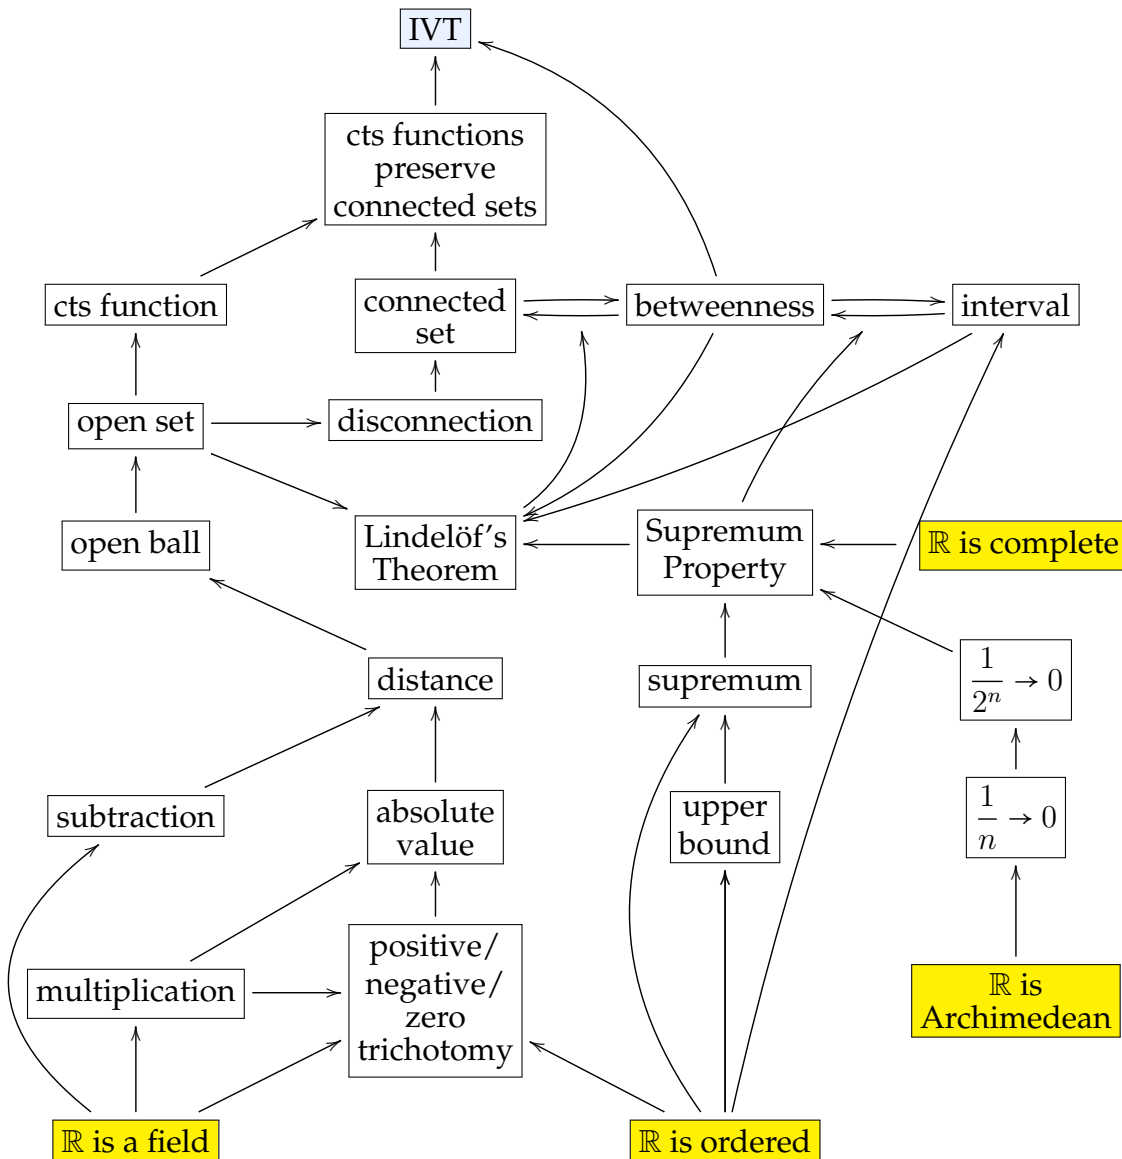 IVT
cts functions
preserve
connected sets
cts function
connected
set
betweenness
interval
open set
disconnection
open ball
Lindelöf's
Theorem
Supremum
Property
ℝ is complete
distance
supremum
1/2ⁿ → 0
subtraction
absolute
value
upper
bound
1/n → 0
multiplication
positive/
negative/
zero
trichotomy
ℝ is
Archimedean
ℝ is a field
ℝ is ordered